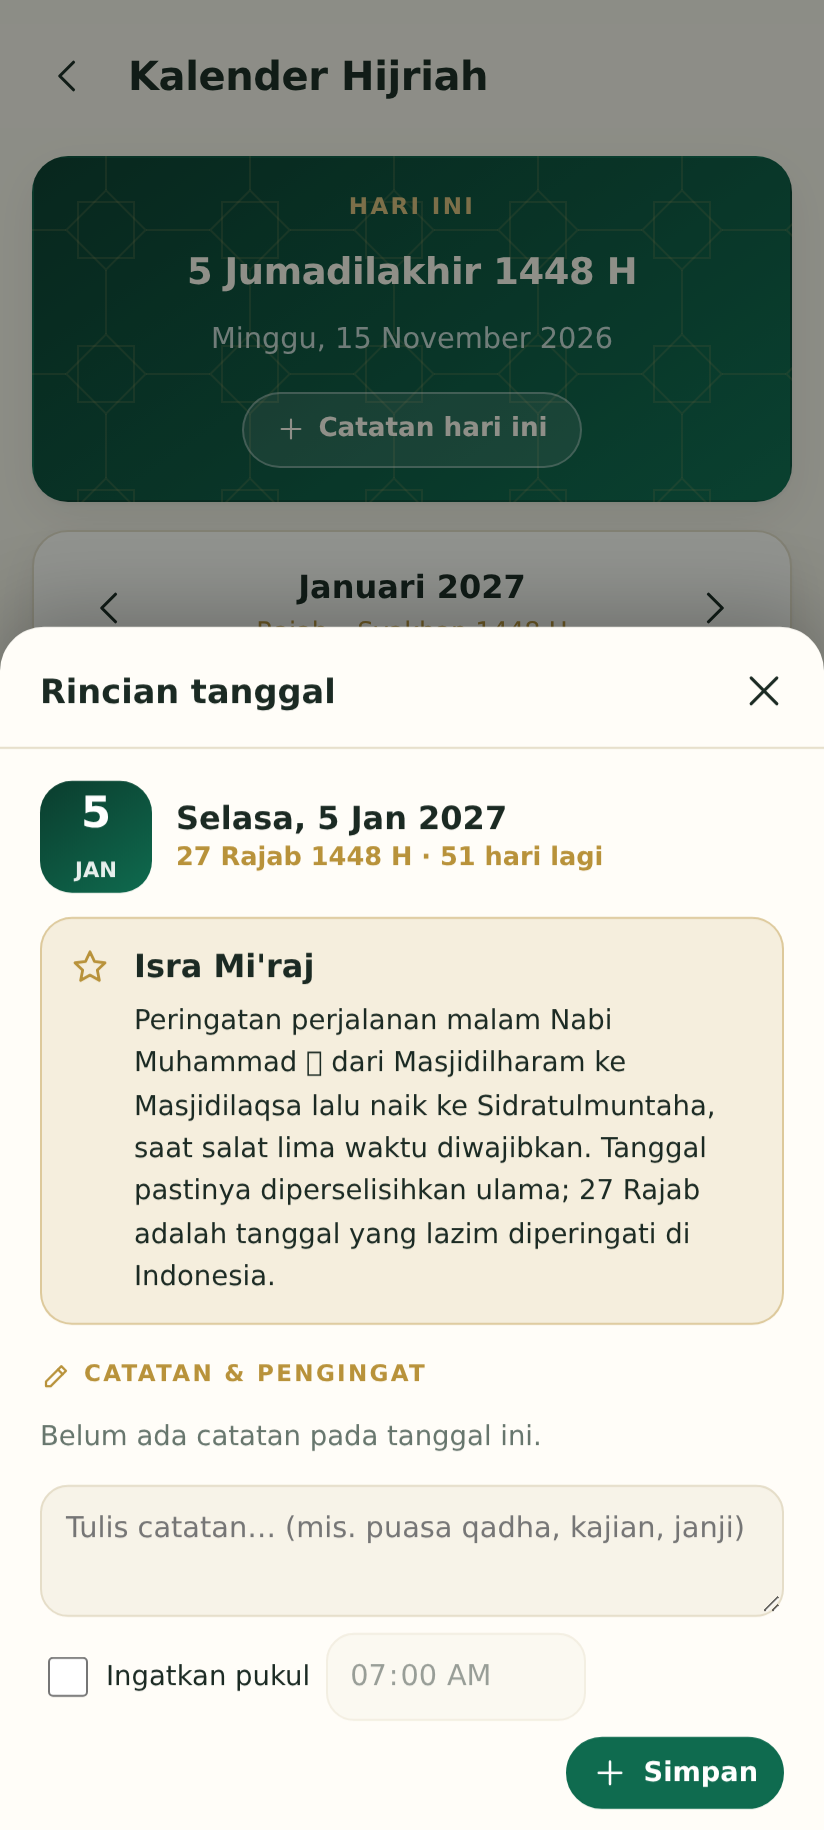 Kalender Hijriah
HARI INI
5 Jumadilakhir 1448 H
Minggu, 15 November 2026
+ Catatan hari ini
Januari 2027
Rajab - Syakban 1448 H
Rincian tanggal
5
JAN
Selasa, 5 Jan 2027
27 Rajab 1448 H · 51 hari lagi
Isra Mi'raj
Peringatan perjalanan malam Nabi
Muhammad dari Masjidilharam ke
Masjidilaqsa lalu naik ke Sidratulmuntaha,
saat salat lima waktu diwajibkan. Tanggal
pastinya diperselisihkan ulama; 27 Rajab
adalah tanggal yang lazim diperingati di
Indonesia.
CATATAN & PENGINGAT
Belum ada catatan pada tanggal ini.
Tulis catatan... (mis. puasa qadha, kajian, janji)
Ingatkan pukul
07:00 AM
+ Simpan